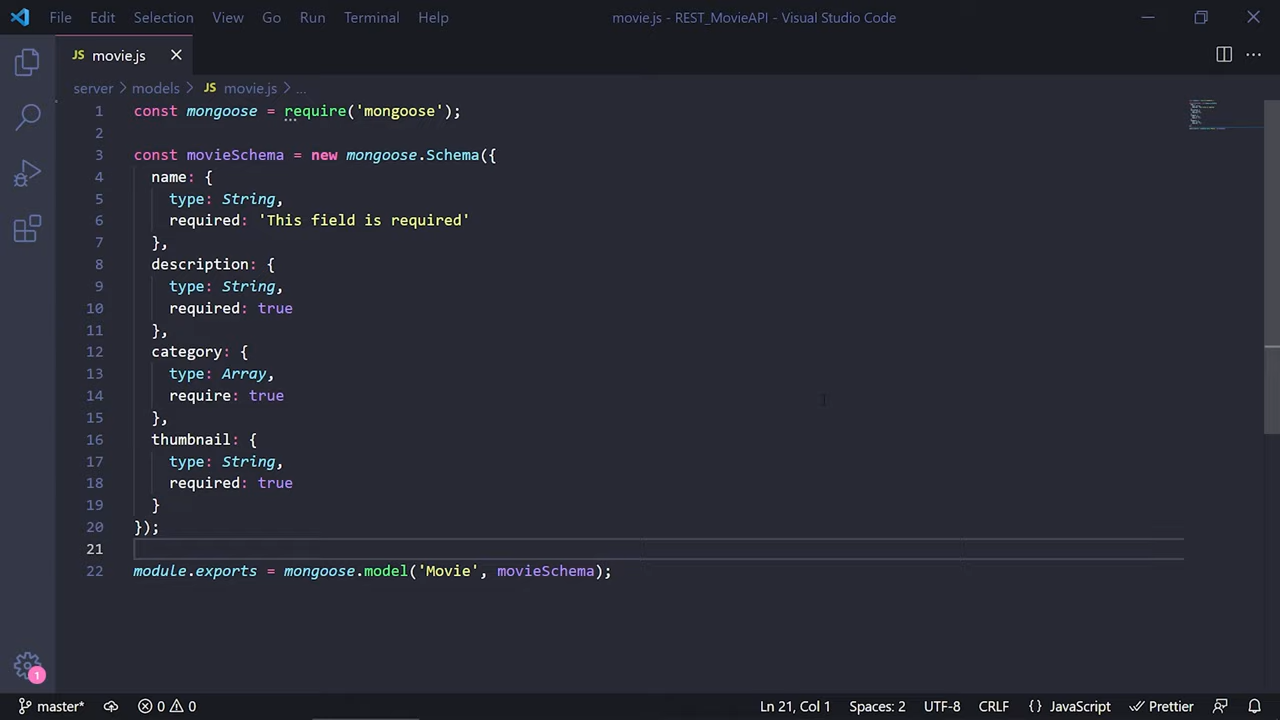 File Edit Selection View Go Run Terminal Help movie.js - REST_MovieAPI - Visual Studio Code
JS movie.js
server > models > JS movie.js > ...
1 const mongoose = require('mongoose');
2
3 const movieSchema = new mongoose.Schema({
4 name: {
5 type: String,
6 required: 'This field is required'
7 },
8 description: {
9 type: String,
10 required: true
11 },
12 category: {
13 type: Array,
14 require: true
15 },
16 thumbnail: {
17 type: String,
18 required: true
19 }
20 });
21
22 module.exports = mongoose.model('Movie', movieSchema);
1
master* 0 0 Ln 21, Col 1 Spaces: 2 UTF-8 CRLF {} JavaScript Prettier